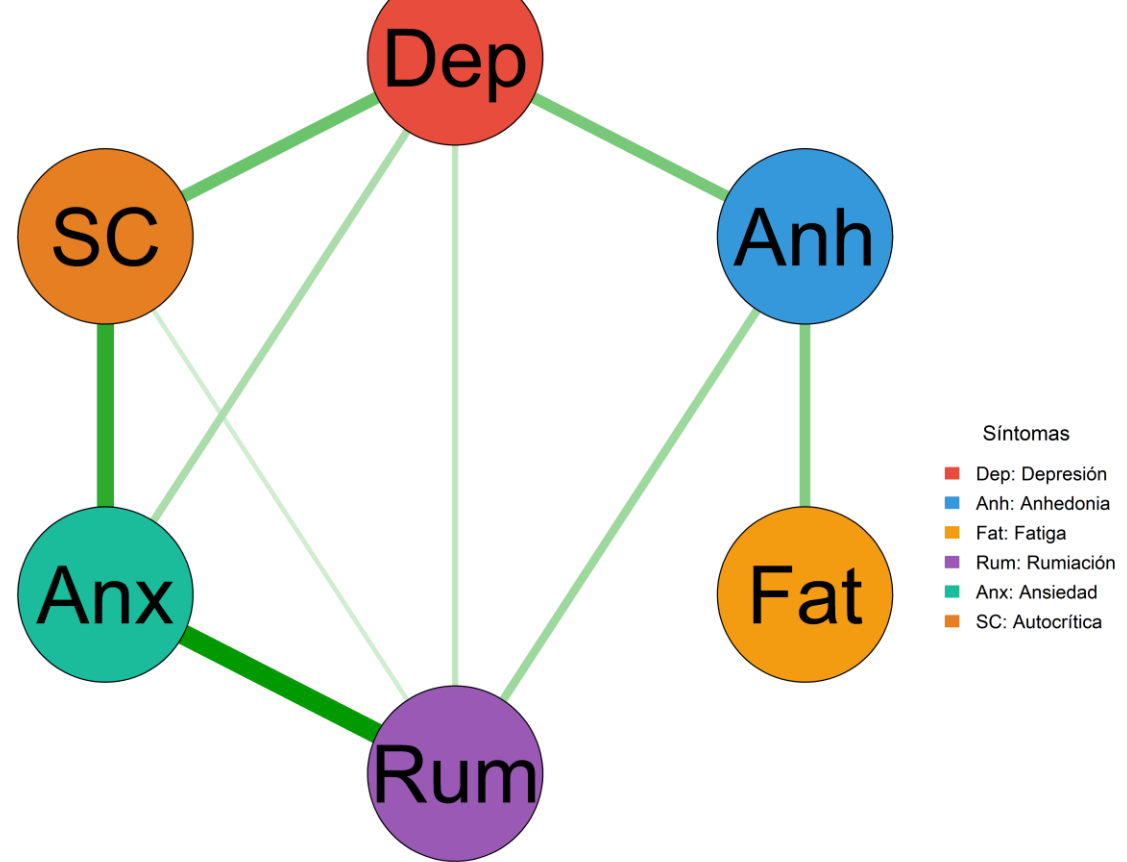 Dep
SC
Anh
Anx
Fat
Rum
Síntomas
Dep: Depresión
Anh: Anhedonia
Fat: Fatiga
Rum: Rumiación
Anx: Ansiedad
SC: Autocrítica